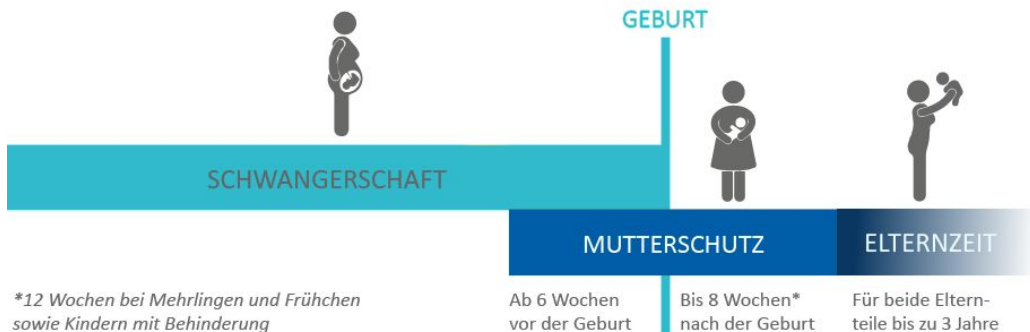 GEBURT
SCHWANGERSCHAFT
MUTTERSCHUTZ
ELTERNZEIT
*12 Wochen bei Mehrlingen und Frühchen
sowie Kindern mit Behinderung
Ab 6 Wochen
vor der Geburt
Bis 8 Wochen*
nach der Geburt
Für beide Eltern-
teile bis zu 3 Jahre